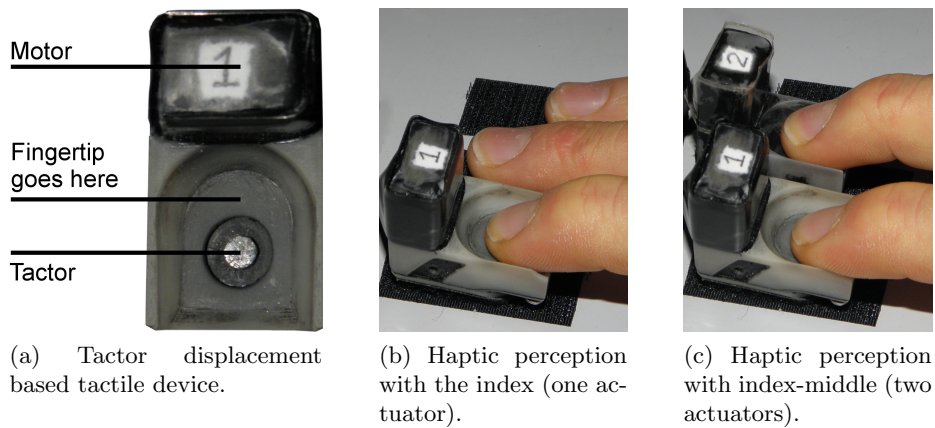 Motor
1
Fingertip
goes here
Tactor
1
2
1
(a) Tactor displacement
based tactile device.
(b) Haptic perception
with the index (one ac-
tuator).
(c) Haptic perception
with index-middle (two
actuators).